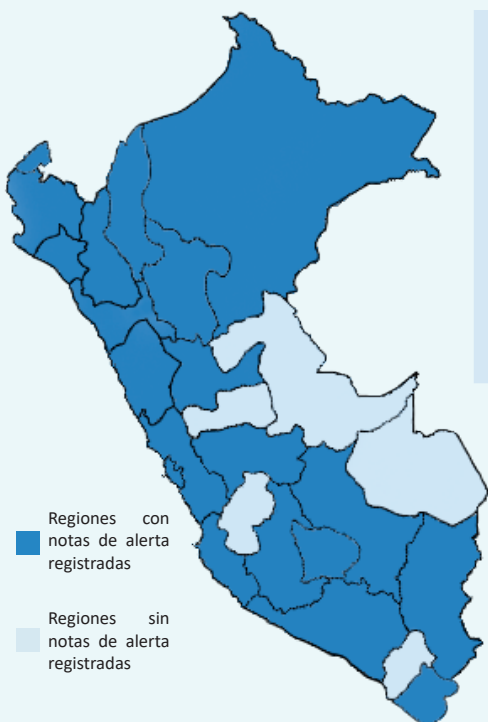 Regiones con
notas de alerta
registradas
Regiones sin
notas de alerta
registradas